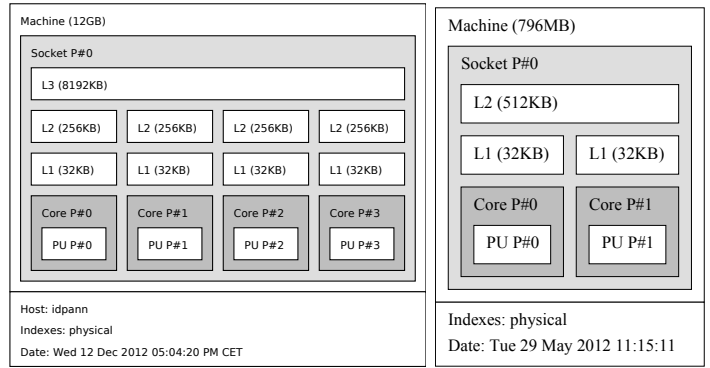 Machine (12GB)
Socket P#0
L3 (8192KB)
L2 (256KB) L2 (256KB) L2 (256KB) L2 (256KB)
L1 (32KB) L1 (32KB) L1 (32KB) L1 (32KB)
Core P#0 Core P#1 Core P#2 Core P#3
PU P#0 PU P#1 PU P#2 PU P#3
Host: idpann
Indexes: physical
Date: Wed 12 Dec 2012 05:04:20 PM CET
Machine (796MB)
Socket P#0
L2 (512KB)
L1 (32KB) L1 (32KB)
Core P#0 Core P#1
PU P#0 PU P#1
Indexes: physical
Date: Tue 29 May 2012 11:15:11